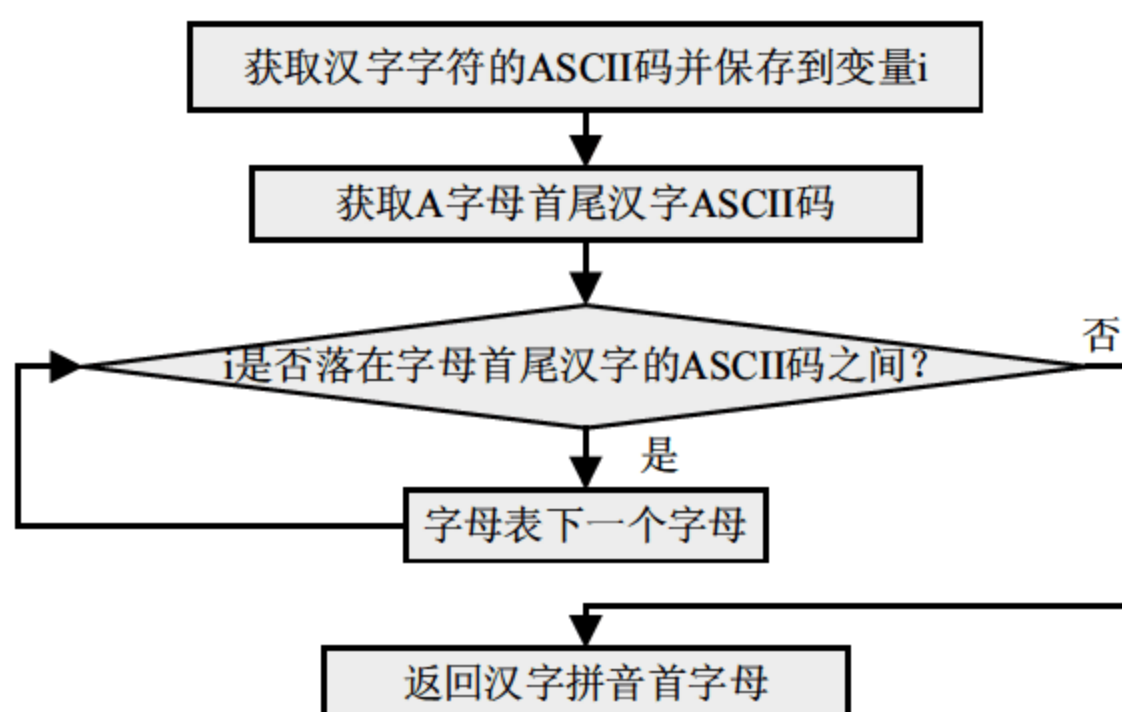 获取汉字字符的ASCII码并保存到变量i
获取A字母首尾汉字ASCII码
i是否落在字母首尾汉字的ASCII码之间？
否
是
字母表下一个字母
返回汉字拼音首字母